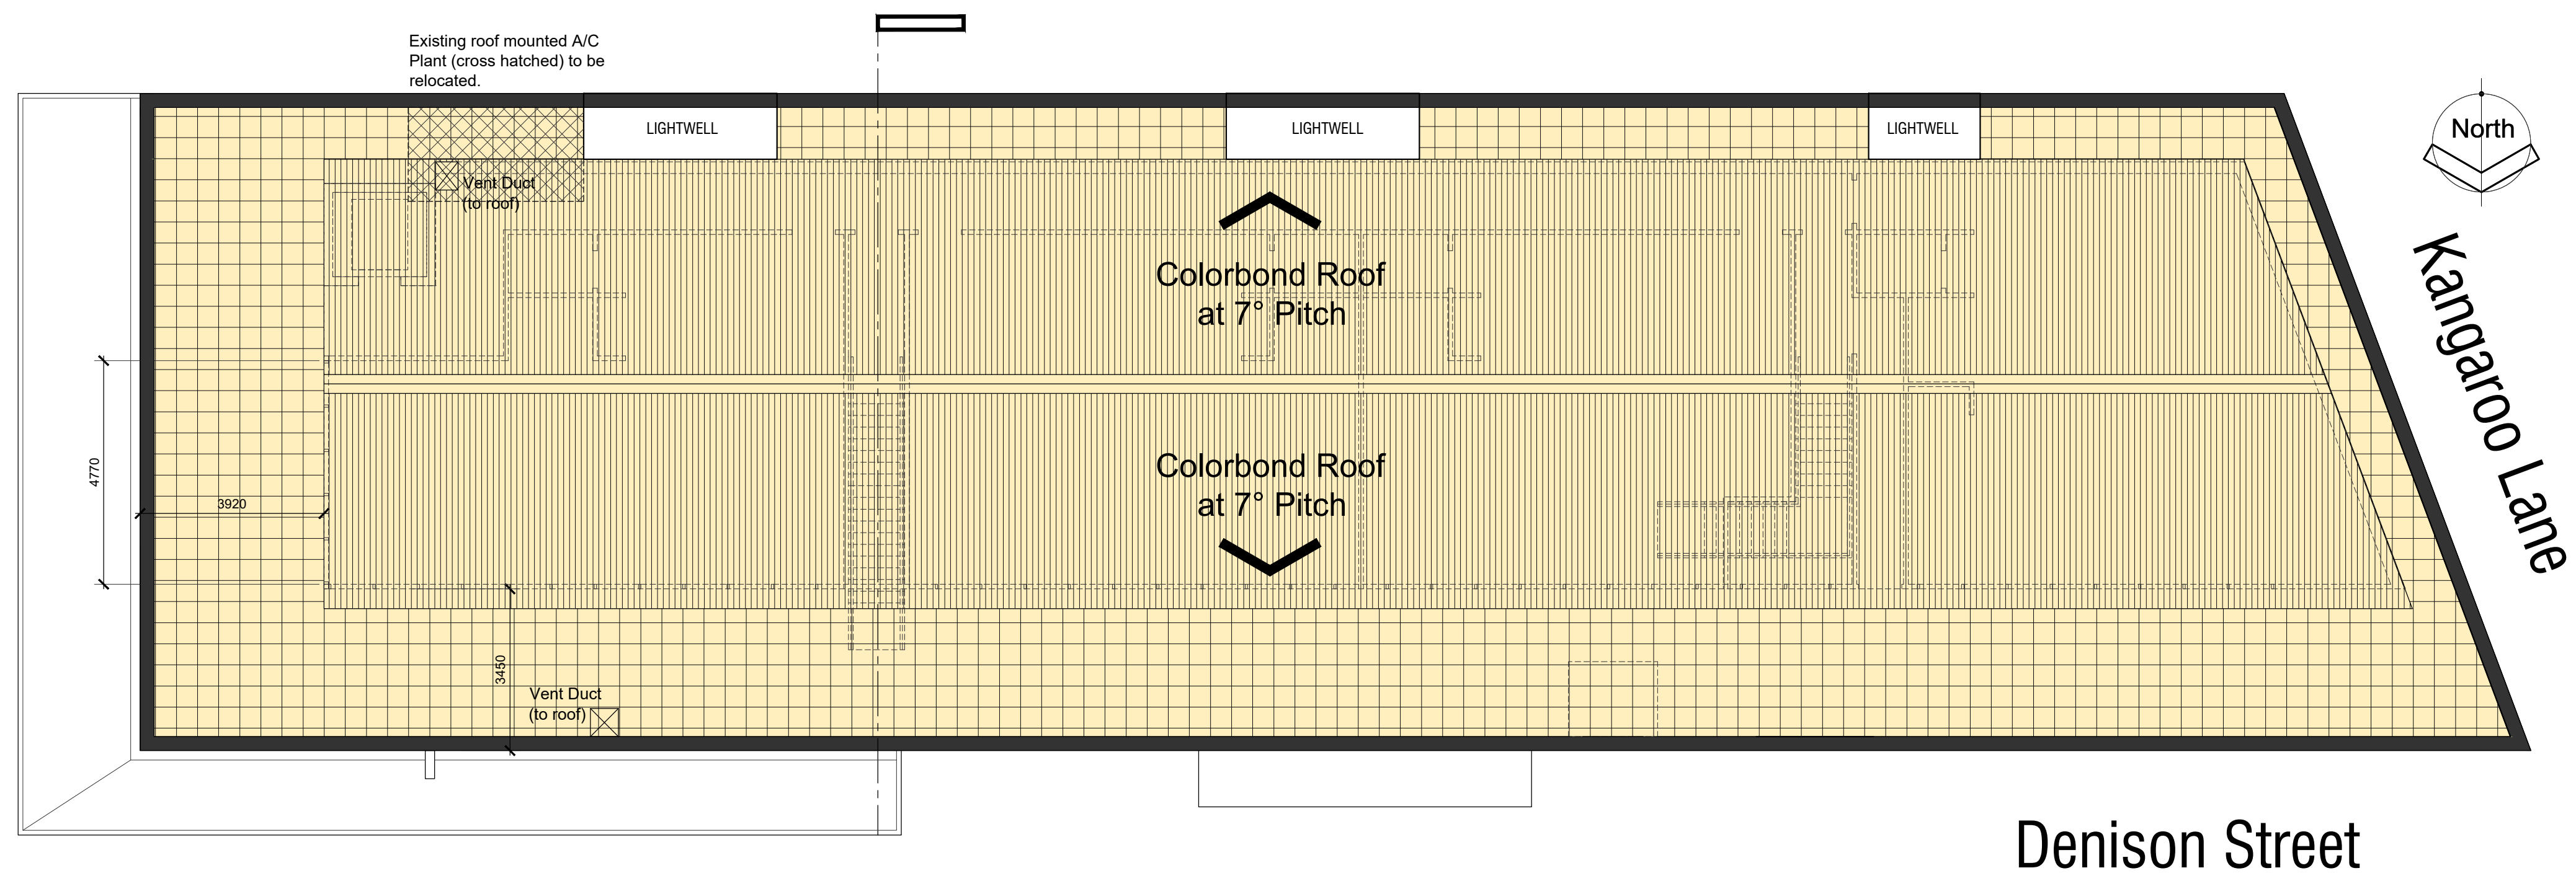 Existing roof mounted A/C
Plant (cross hatched) to be
relocated.
LIGHTWELL
LIGHTWELL
LIGHTWELL
North
Vent Duct
(to roof)
Colorbond Roof
at 7° Pitch
Kangaroo Lane
4770
3920
Colorbond Roof
at 7° Pitch
3450
Vent Duct
(to roof)
Denison Street